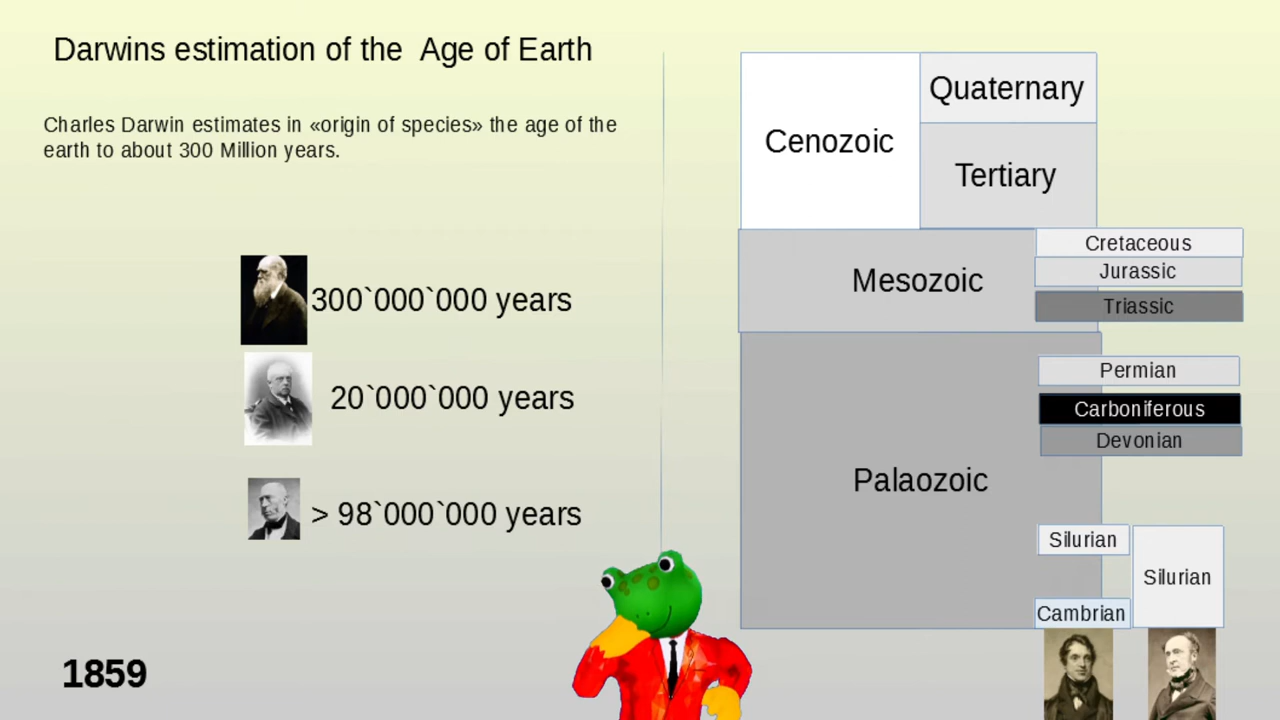 Darwins estimation of the  Age of Earth
Charles Darwin estimates in «origin of species» the age of the
earth to about 300 Million years.
300`000`000 years
20`000`000 years
> 98`000`000 years
1859
Cenozoic
Quaternary
Tertiary
Mesozoic
Cretaceous
Jurassic
Triassic
Palaozoic
Permian
Carboniferous
Devonian
Silurian
Silurian
Cambrian